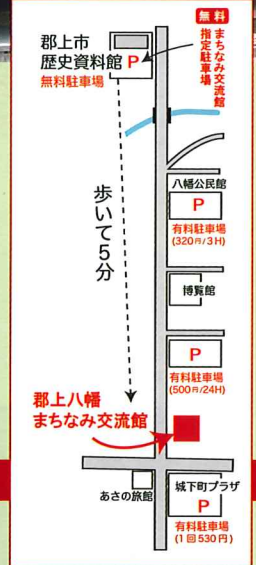 無料
まちなみ交流館
指定駐車場
郡上市
歴史資料館
P
無料駐車場
歩いて5分
八幡公民館
P
有料駐車場
(320円/3H)
博覧館
P
有料駐車場
(500円/24H)
郡上八幡
まちなみ交流館
あさの旅館
城下町プラザ
P
有料駐車場
(1回530円)